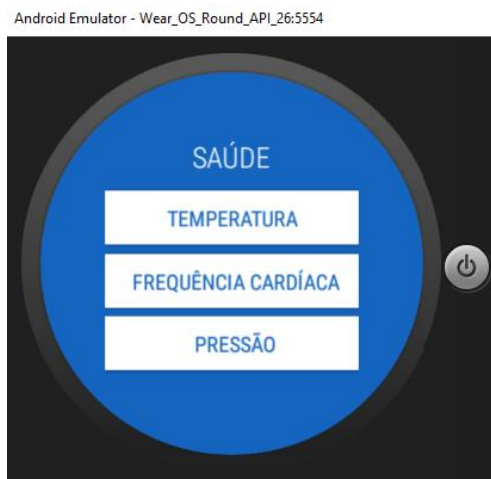 Android Emulator - Wear_OS_Round_API_26:5554
SAÚDE
TEMPERATURA
FREQUÊNCIA CARDÍACA
PRESSÃO